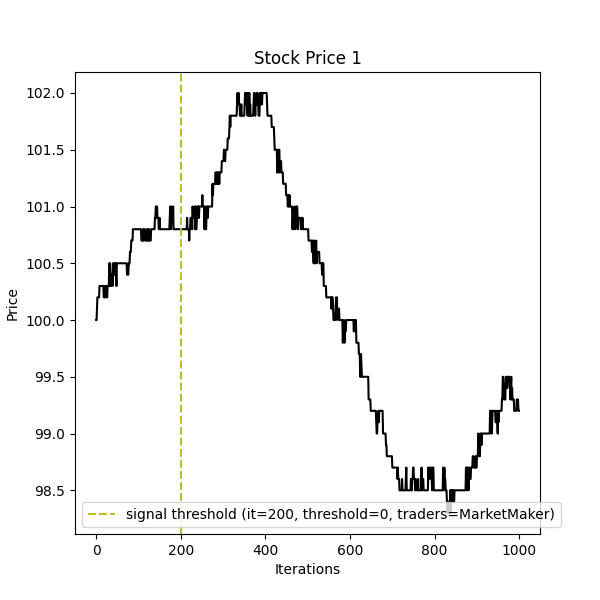 Stock Price 1
102.0
101.5
101.0
100.5
100.0
99.5
99.0
98.5
Price
signal threshold (it=200, threshold=0, traders=MarketMaker)
0 200 400 600 800 1000
Iterations